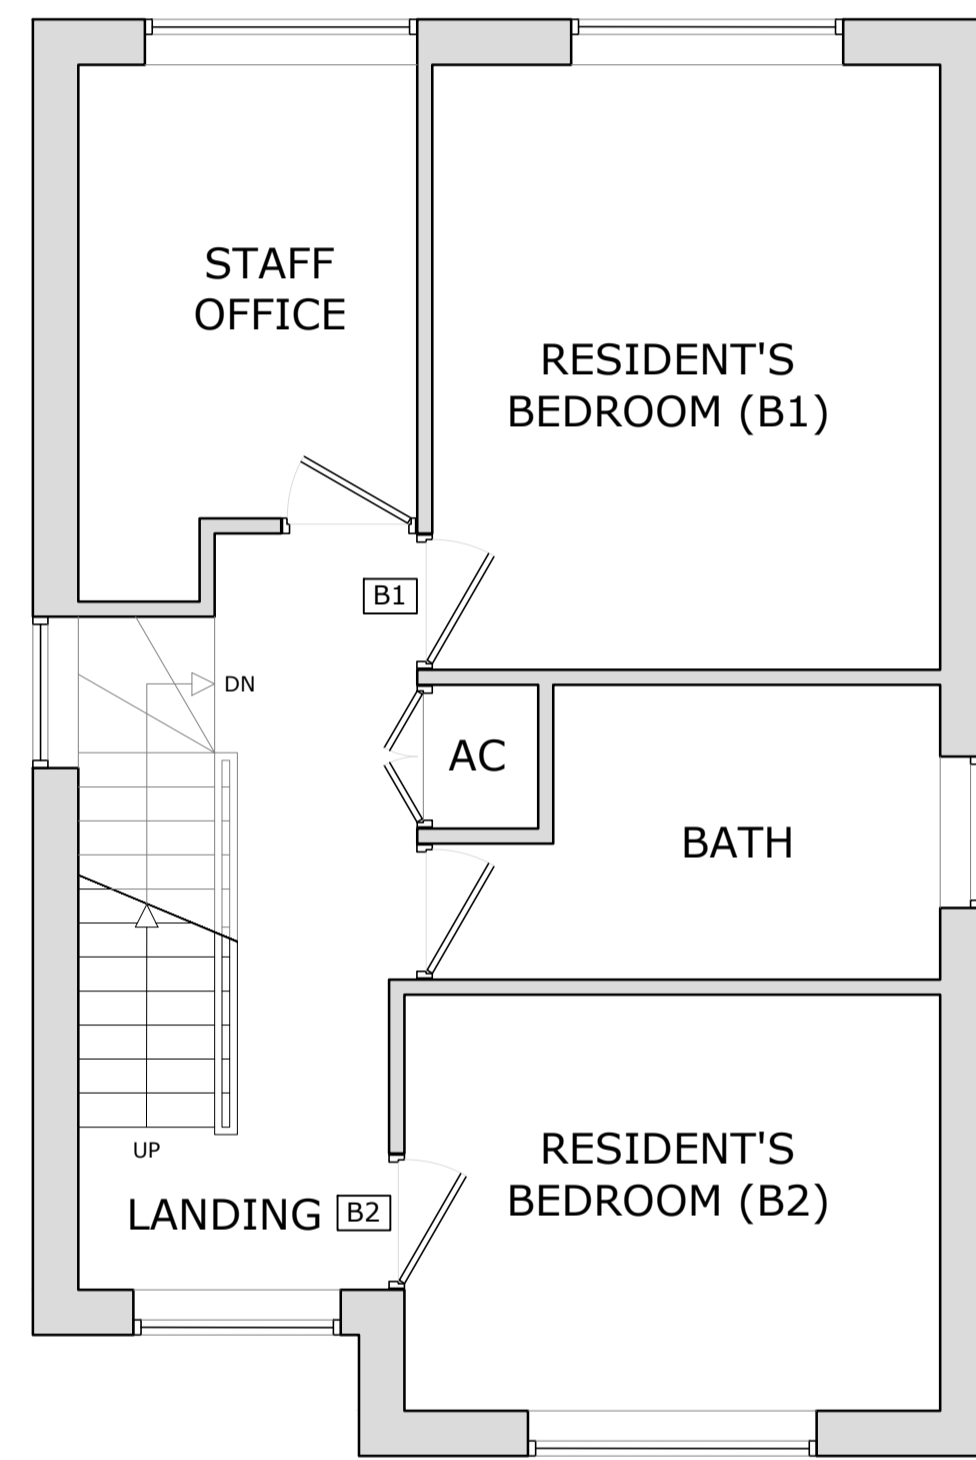 STAFF
OFFICE
RESIDENT'S
BEDROOM (B1)
B1
DN
AC
BATH
UP
RESIDENT'S
BEDROOM (B2)
LANDING
B2